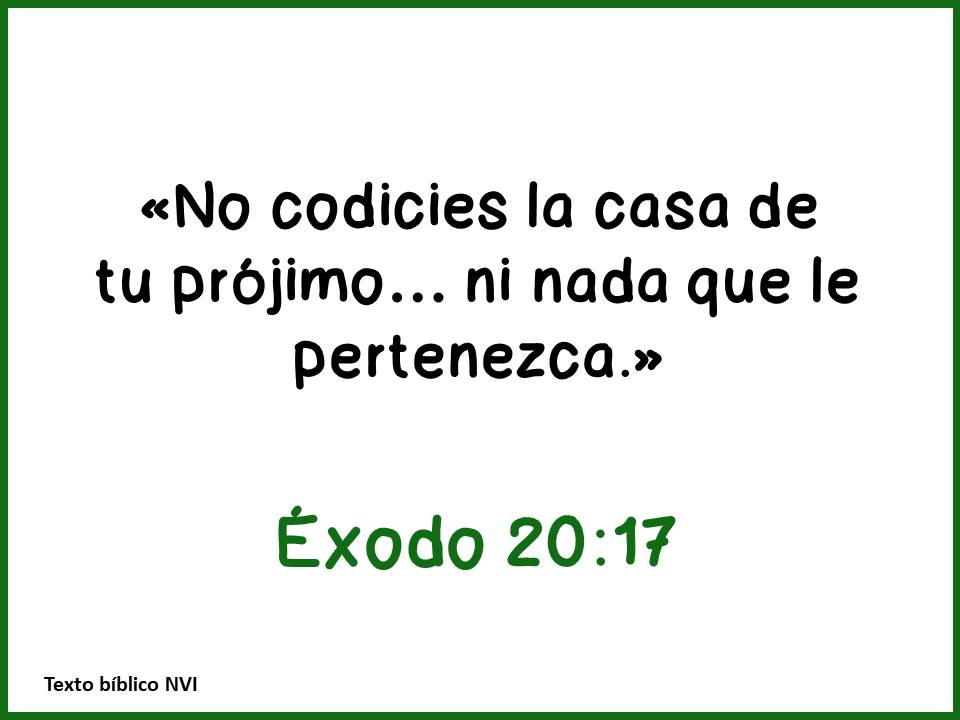 «No codicies la casa de
tu prójimo... ni nada que le
pertenezca.»
Éxodo 20:17
Texto bíblico NVI